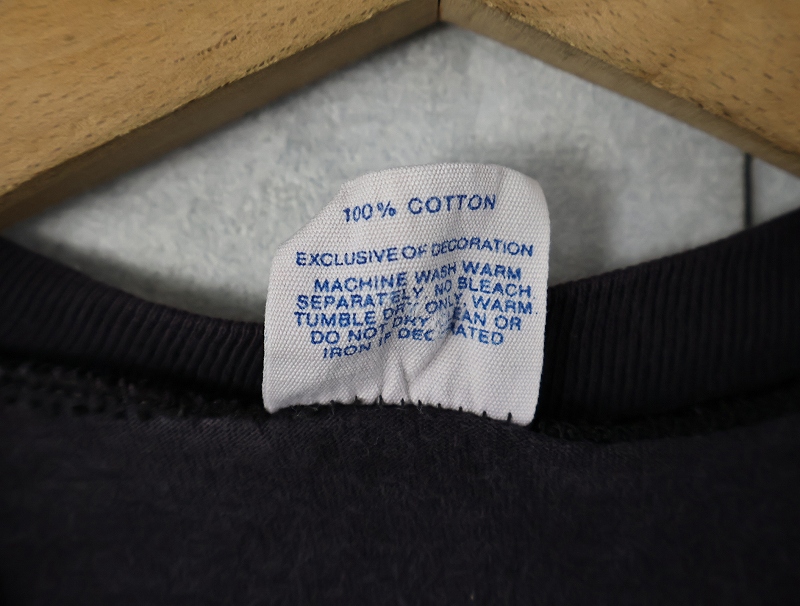 100% COTTON
EXCLUSIVE OF DECORATION
MACHINE WASH WARM
SEPARATELY, NO BLEACH
TUMBLE DRY, ONLY WARM.
DO NOT DRY CLEAN OR
IRON IF DECORATED